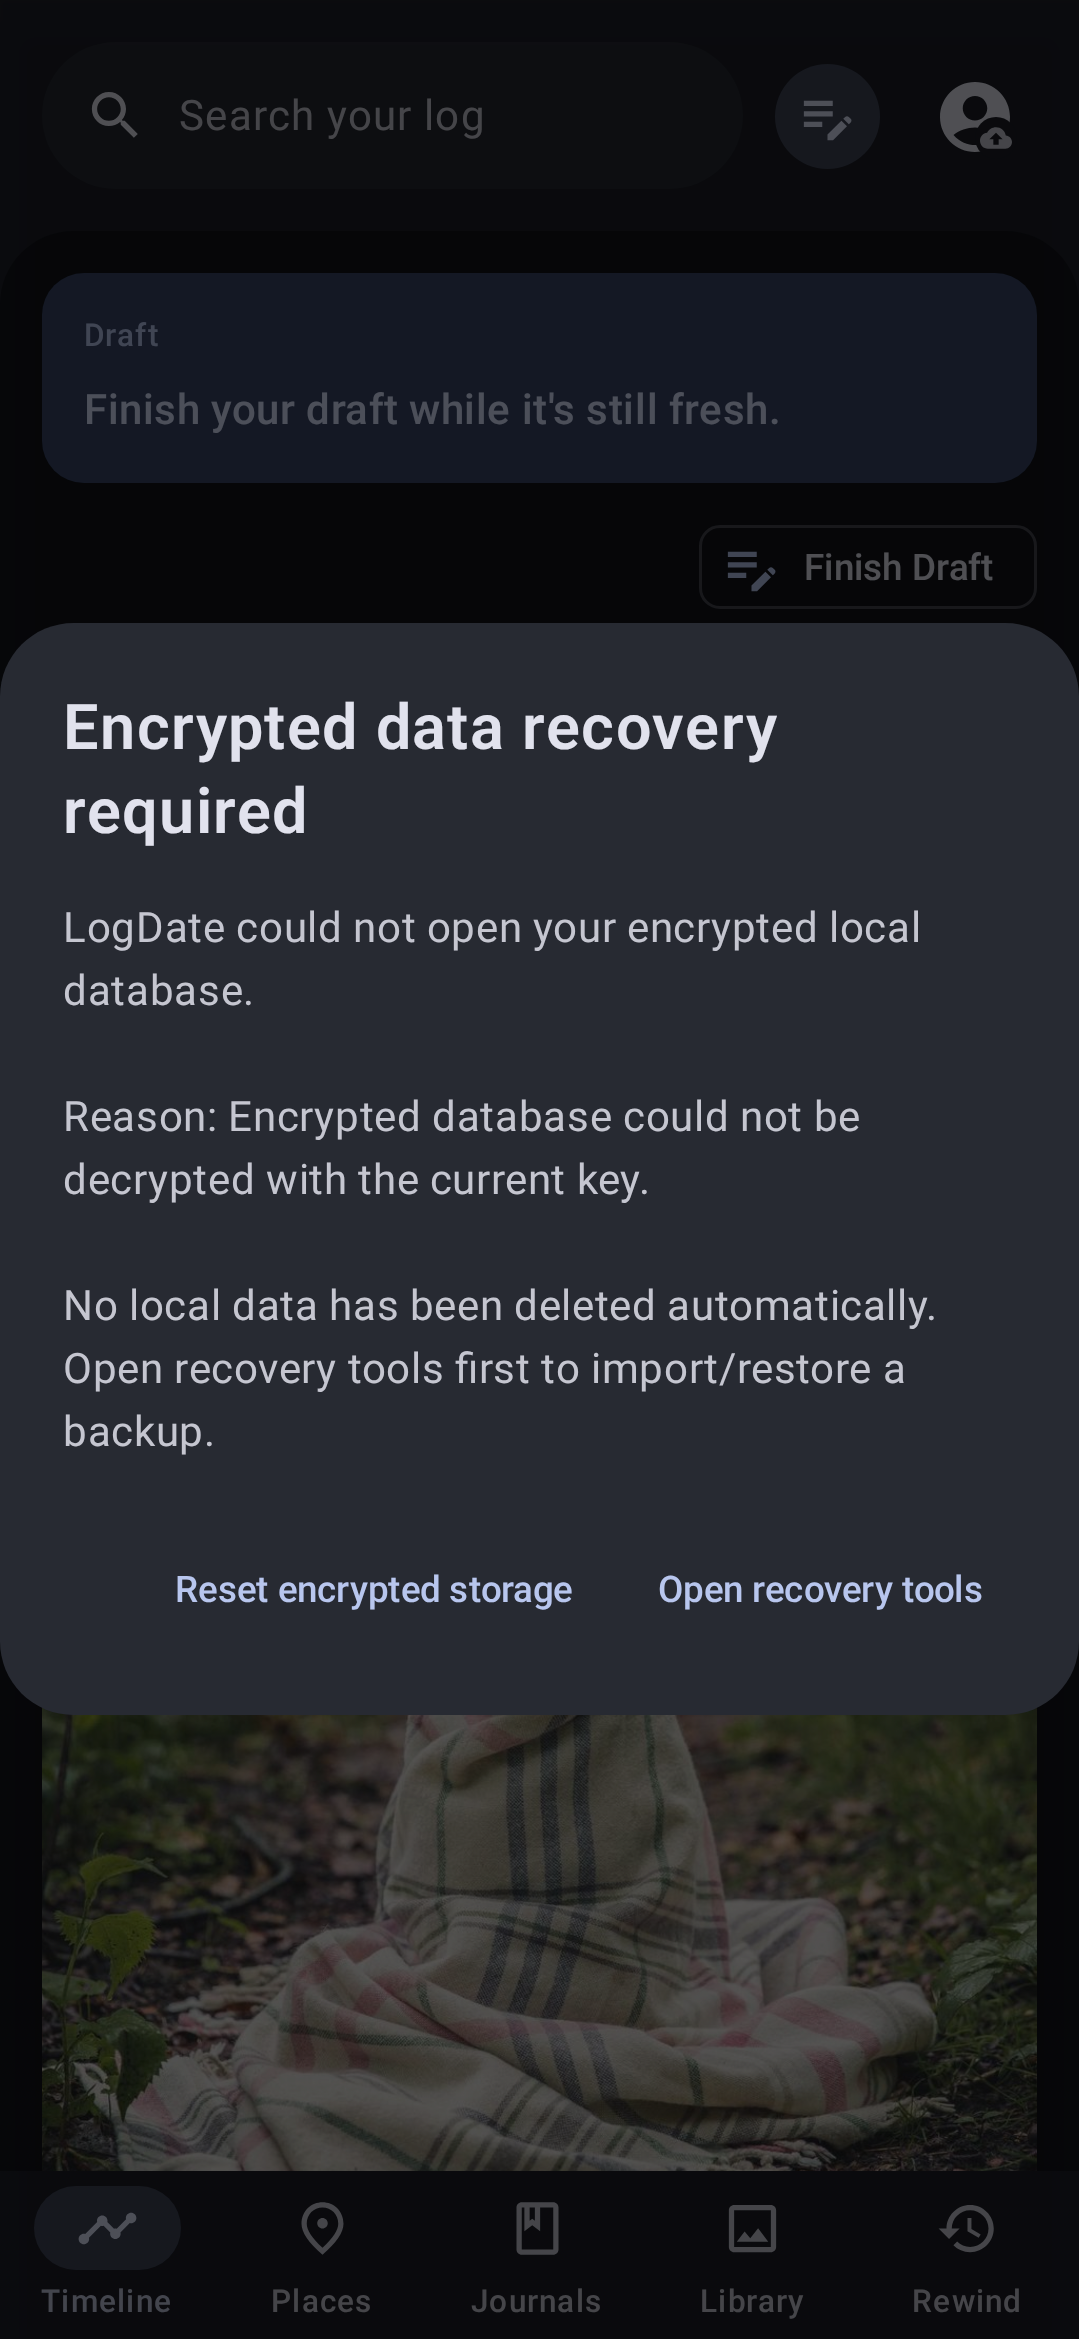 Search your log
Draft
Finish your draft while it's still fresh.
Finish Draft
Encrypted data recovery
required
LogDate could not open your encrypted local
database.
Reason: Encrypted database could not be
decrypted with the current key.
No local data has been deleted automatically.
Open recovery tools first to import/restore a
backup.
Reset encrypted storage
Open recovery tools
Timeline
Places
Journals
Library
Rewind